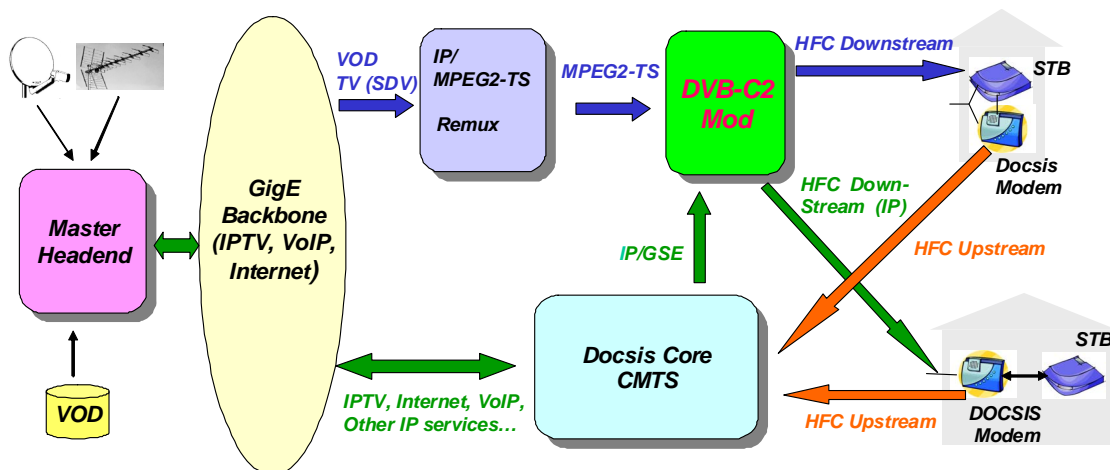 Master
Headend
VOD
GigE
Backbone
(IPTV, VoIP,
Internet)
VOD
TV (SDV)
IP/
MPEG2-TS
Remux
MPEG2-TS
DVB-C2
Mod
HFC Downstream
STB
Docsis
Modem
HFC Down-
Stream (IP)
HFC Upstream
IP/GSE
Docsis Core
CMTS
IPTV, Internet, VoIP,
Other IP services…
HFC Upstream
STB
DOCSIS
Modem